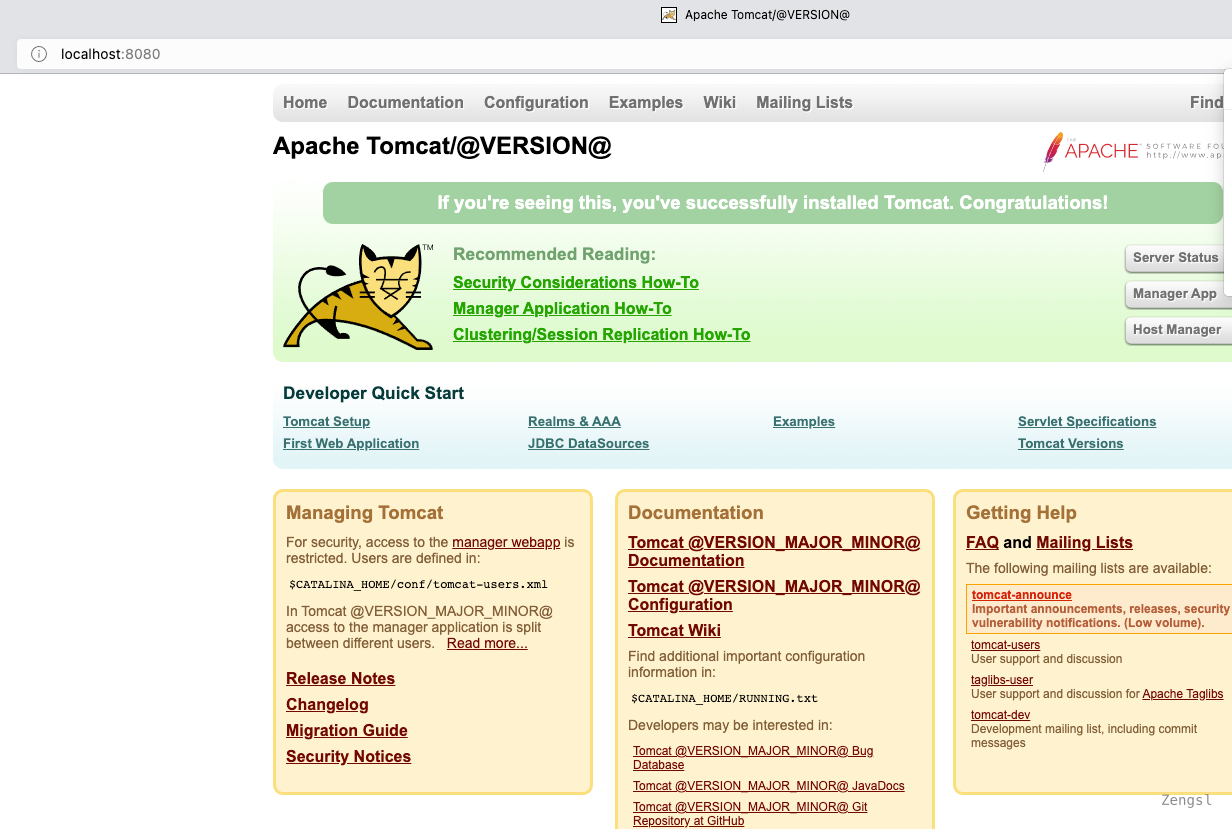 Apache Tomcat/@VERSION@
localhost:8080
Home Documentation Configuration Examples Wiki Mailing Lists Find
Apache Tomcat/@VERSION@
THE
APACHE SOFTWARE FOU
http://www.ap
If you're seeing this, you've successfully installed Tomcat. Congratulations!
TM
Recommended Reading:
Security Considerations How-To
Manager Application How-To
Clustering/Session Replication How-To
Server Status
Manager App
Host Manager
Developer Quick Start
Tomcat Setup
First Web Application
Realms & AAA
JDBC DataSources
Examples
Servlet Specifications
Tomcat Versions
Managing Tomcat
For security, access to the manager webapp is
restricted. Users are defined in:
$CATALINA_HOME/conf/tomcat-users.xml
In Tomcat @VERSION_MAJOR_MINOR@
access to the manager application is split
between different users. Read more...
Release Notes
Changelog
Migration Guide
Security Notices
Documentation
Tomcat @VERSION_MAJOR_MINOR@
Documentation
Tomcat @VERSION_MAJOR_MINOR@
Configuration
Tomcat Wiki
Find additional important configuration
information in:
$CATALINA_HOME/RUNNING.txt
Developers may be interested in:
Tomcat @VERSION_MAJOR_MINOR@ Bug
Database
Tomcat @VERSION_MAJOR_MINOR@ JavaDocs
Tomcat @VERSION_MAJOR_MINOR@ Git
Repository at GitHub
Getting Help
FAQ and Mailing Lists
The following mailing lists are available:
tomcat-announce
Important announcements, releases, security
vulnerability notifications. (Low volume).
tomcat-users
User support and discussion
taglibs-user
User support and discussion for Apache Taglibs
tomcat-dev
Development mailing list, including commit
messages
Zengsl